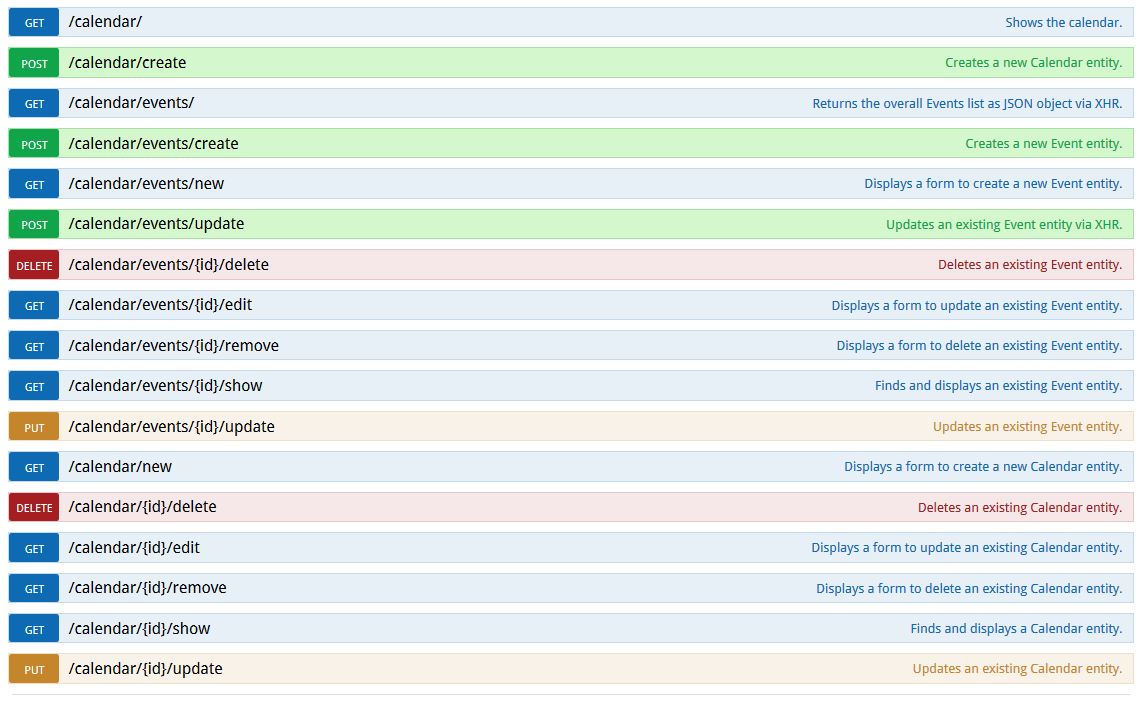 GET /calendar/ Shows the calendar.
POST /calendar/create Creates a new Calendar entity.
GET /calendar/events/ Returns the overall Events list as JSON object via XHR.
POST /calendar/events/create Creates a new Event entity.
GET /calendar/events/new Displays a form to create a new Event entity.
POST /calendar/events/update Updates an existing Event entity via XHR.
DELETE /calendar/events/{id}/delete Deletes an existing Event entity.
GET /calendar/events/{id}/edit Displays a form to update an existing Event entity.
GET /calendar/events/{id}/remove Displays a form to delete an existing Event entity.
GET /calendar/events/{id}/show Finds and displays an existing Event entity.
PUT /calendar/events/{id}/update Updates an existing Event entity.
GET /calendar/new Displays a form to create a new Calendar entity.
DELETE /calendar/{id}/delete Deletes an existing Calendar entity.
GET /calendar/{id}/edit Displays a form to update an existing Calendar entity.
GET /calendar/{id}/remove Displays a form to delete an existing Calendar entity.
GET /calendar/{id}/show Finds and displays a Calendar entity.
PUT /calendar/{id}/update Updates an existing Calendar entity.